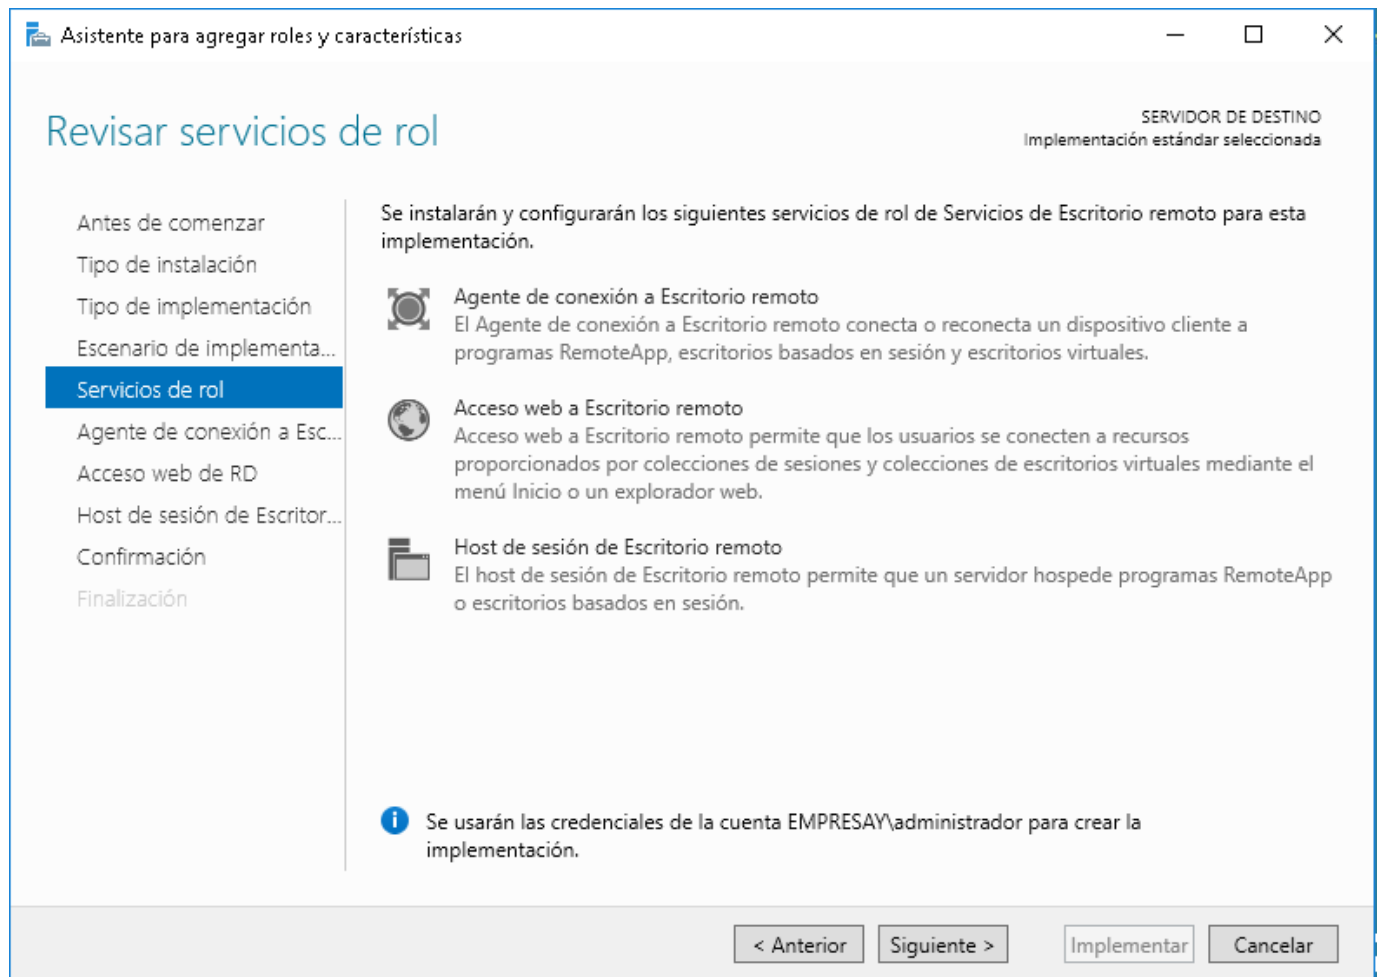 Asistente para agregar roles y características
Revisar servicios de rol
SERVIDOR DE DESTINO
Implementación estándar seleccionada
Antes de comenzar
Tipo de instalación
Tipo de implementación
Escenario de implementa...
Servicios de rol
Agente de conexión a Esc...
Acceso web de RD
Host de sesión de Escritor...
Confirmación
Finalización
Se instalarán y configurarán los siguientes servicios de rol de Servicios de Escritorio remoto para esta
implementación.
Agente de conexión a Escritorio remoto
El Agente de conexión a Escritorio remoto conecta o reconecta un dispositivo cliente a
programas RemoteApp, escritorios basados en sesión y escritorios virtuales.
Acceso web a Escritorio remoto
Acceso web a Escritorio remoto permite que los usuarios se conecten a recursos
proporcionados por colecciones de sesiones y colecciones de escritorios virtuales mediante el
menú Inicio o un explorador web.
Host de sesión de Escritorio remoto
El host de sesión de Escritorio remoto permite que un servidor hospede programas RemoteApp
o escritorios basados en sesión.
Se usarán las credenciales de la cuenta EMPRESAY\administrador para crear la
implementación.
< Anterior
Siguiente >
Implementar
Cancelar